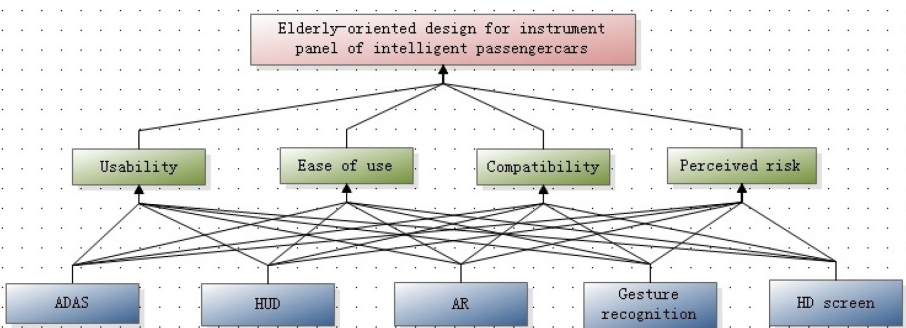 Elderly-oriented design for instrument
panel of intelligent passengercars
Usability
Ease of use
Compatibility
Perceived risk
ADAS
HUD
AR
Gesture
recognition
HD screen